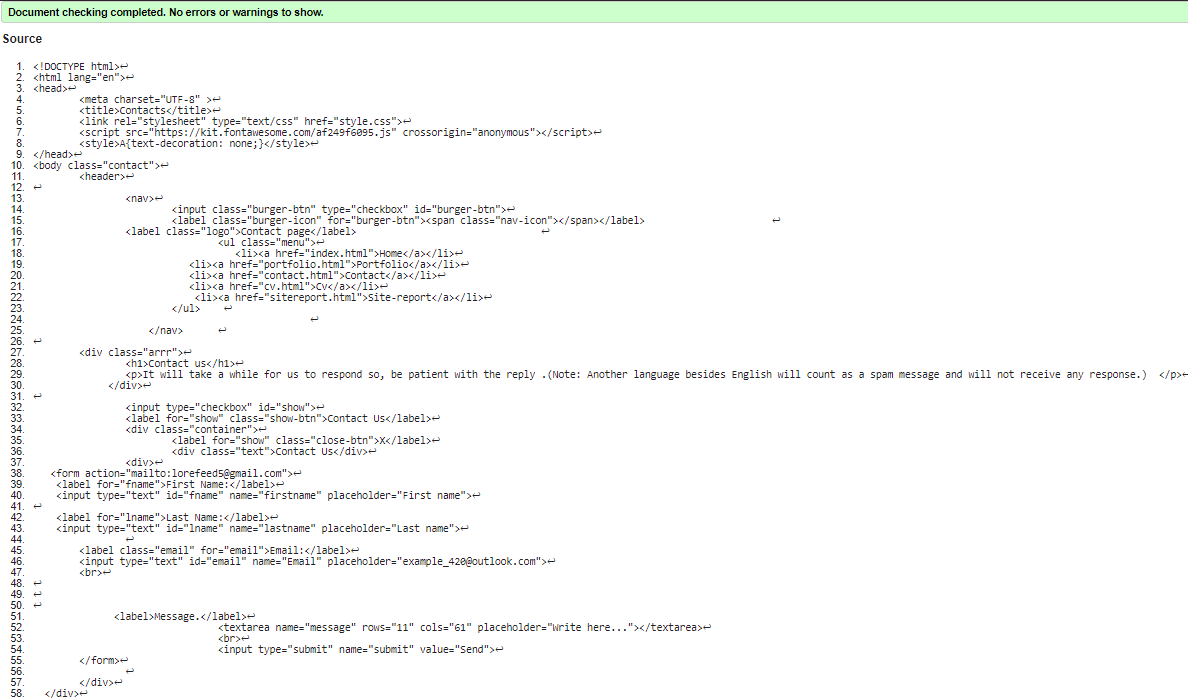 Document checking completed. No errors or warnings to show.
Source
1. <!DOCTYPE html>↩
2. <html lang="en">↩
3. <head>↩
4. <meta charset="UTF-8" >↩
5. <title>Contacts</title>↩
6. <link rel="stylesheet" type="text/css" href="style.css">↩
7. <script src="https://kit.fontawesome.com/af249f6095.js" crossorigin="anonymous"></script>↩
8. <style>A{text-decoration: none;}</style>↩
9. </head>↩
10. <body class="contact">↩
11. <header>↩
12. ↩
13. <nav>↩
14. <input class="burger-btn" type="checkbox" id="burger-btn">↩
15. <label class="burger-icon" for="burger-btn"><span class="nav-icon"></span></label> ↩
16. <label class="logo">Contact page</label> ↩
17. <ul class="menu">↩
18. <li><a href="index.html">Home</a></li>↩
19. <li><a href="portfolio.html">Portfolio</a></li>↩
20. <li><a href="contact.html">Contact</a></li>↩
21. <li><a href="cv.html">Cv</a></li>↩
22. <li><a href="sitereport.html">Site-report</a></li>↩
23. </ul> ↩
24. ↩
25. </nav> ↩
26. ↩
27. <div class="arrr">↩
28. <h1>Contact us</h1>↩
29. <p>It will take a while for us to respond so, be patient with the reply .(Note: Another language besides English will count as a spam message and will not receive any response.) </p>↩
30. </div>↩
31. ↩
32. <input type="checkbox" id="show">↩
33. <label for="show" class="show-btn">Contact Us</label>↩
34. <div class="container">↩
35. <label for="show" class="close-btn">X</label>↩
36. <div class="text">Contact Us</div>↩
37. <div>↩
38. <form action="mailto:lorefeed5@gmail.com">↩
39. <label for="fname">First Name:</label>↩
40. <input type="text" id="fname" name="firstname" placeholder="First name">↩
41. ↩
42. <label for="lname">Last Name:</label>↩
43. <input type="text" id="lname" name="lastname" placeholder="Last name">↩
44. ↩
45. <label class="email" for="email">Email:</label>↩
46. <input type="text" id="email" name="Email" placeholder="example_420@outlook.com">↩
47. <br>↩
48. ↩
49. ↩
50. ↩
51. <label>Message.</label>↩
52. <textarea name="message" rows="11" cols="61" placeholder="Write here..."></textarea>↩
53. <br>↩
54. <input type="submit" name="submit" value="Send">↩
55. </form>↩
56. ↩
57. </div>↩
58. </div>↩